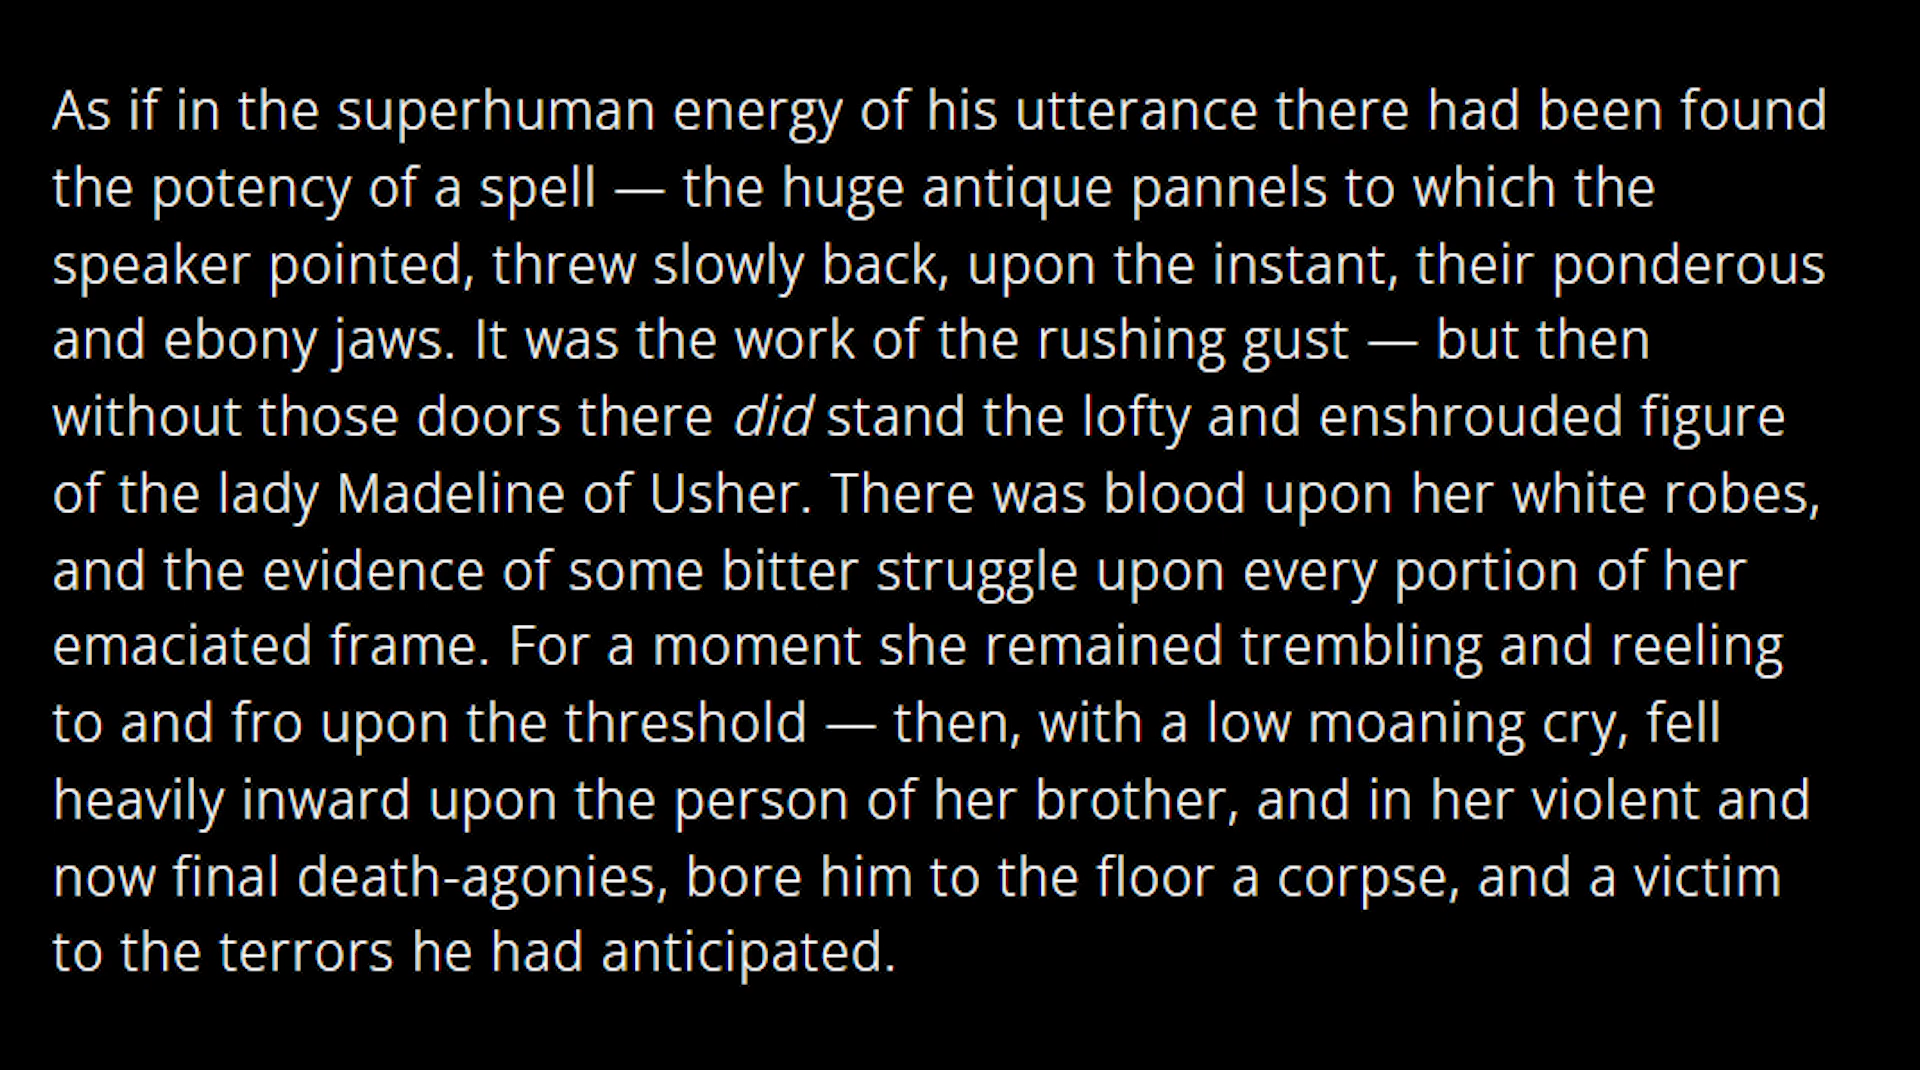 As if in the superhuman energy of his utterance there had been found
the potency of a spell — the huge antique pannels to which the
speaker pointed, threw slowly back, upon the instant, their ponderous
and ebony jaws. It was the work of the rushing gust — but then
without those doors there did stand the lofty and enshrouded figure
of the lady Madeline of Usher. There was blood upon her white robes,
and the evidence of some bitter struggle upon every portion of her
emaciated frame. For a moment she remained trembling and reeling
to and fro upon the threshold — then, with a low moaning cry, fell
heavily inward upon the person of her brother, and in her violent and
now final death-agonies, bore him to the floor a corpse, and a victim
to the terrors he had anticipated.